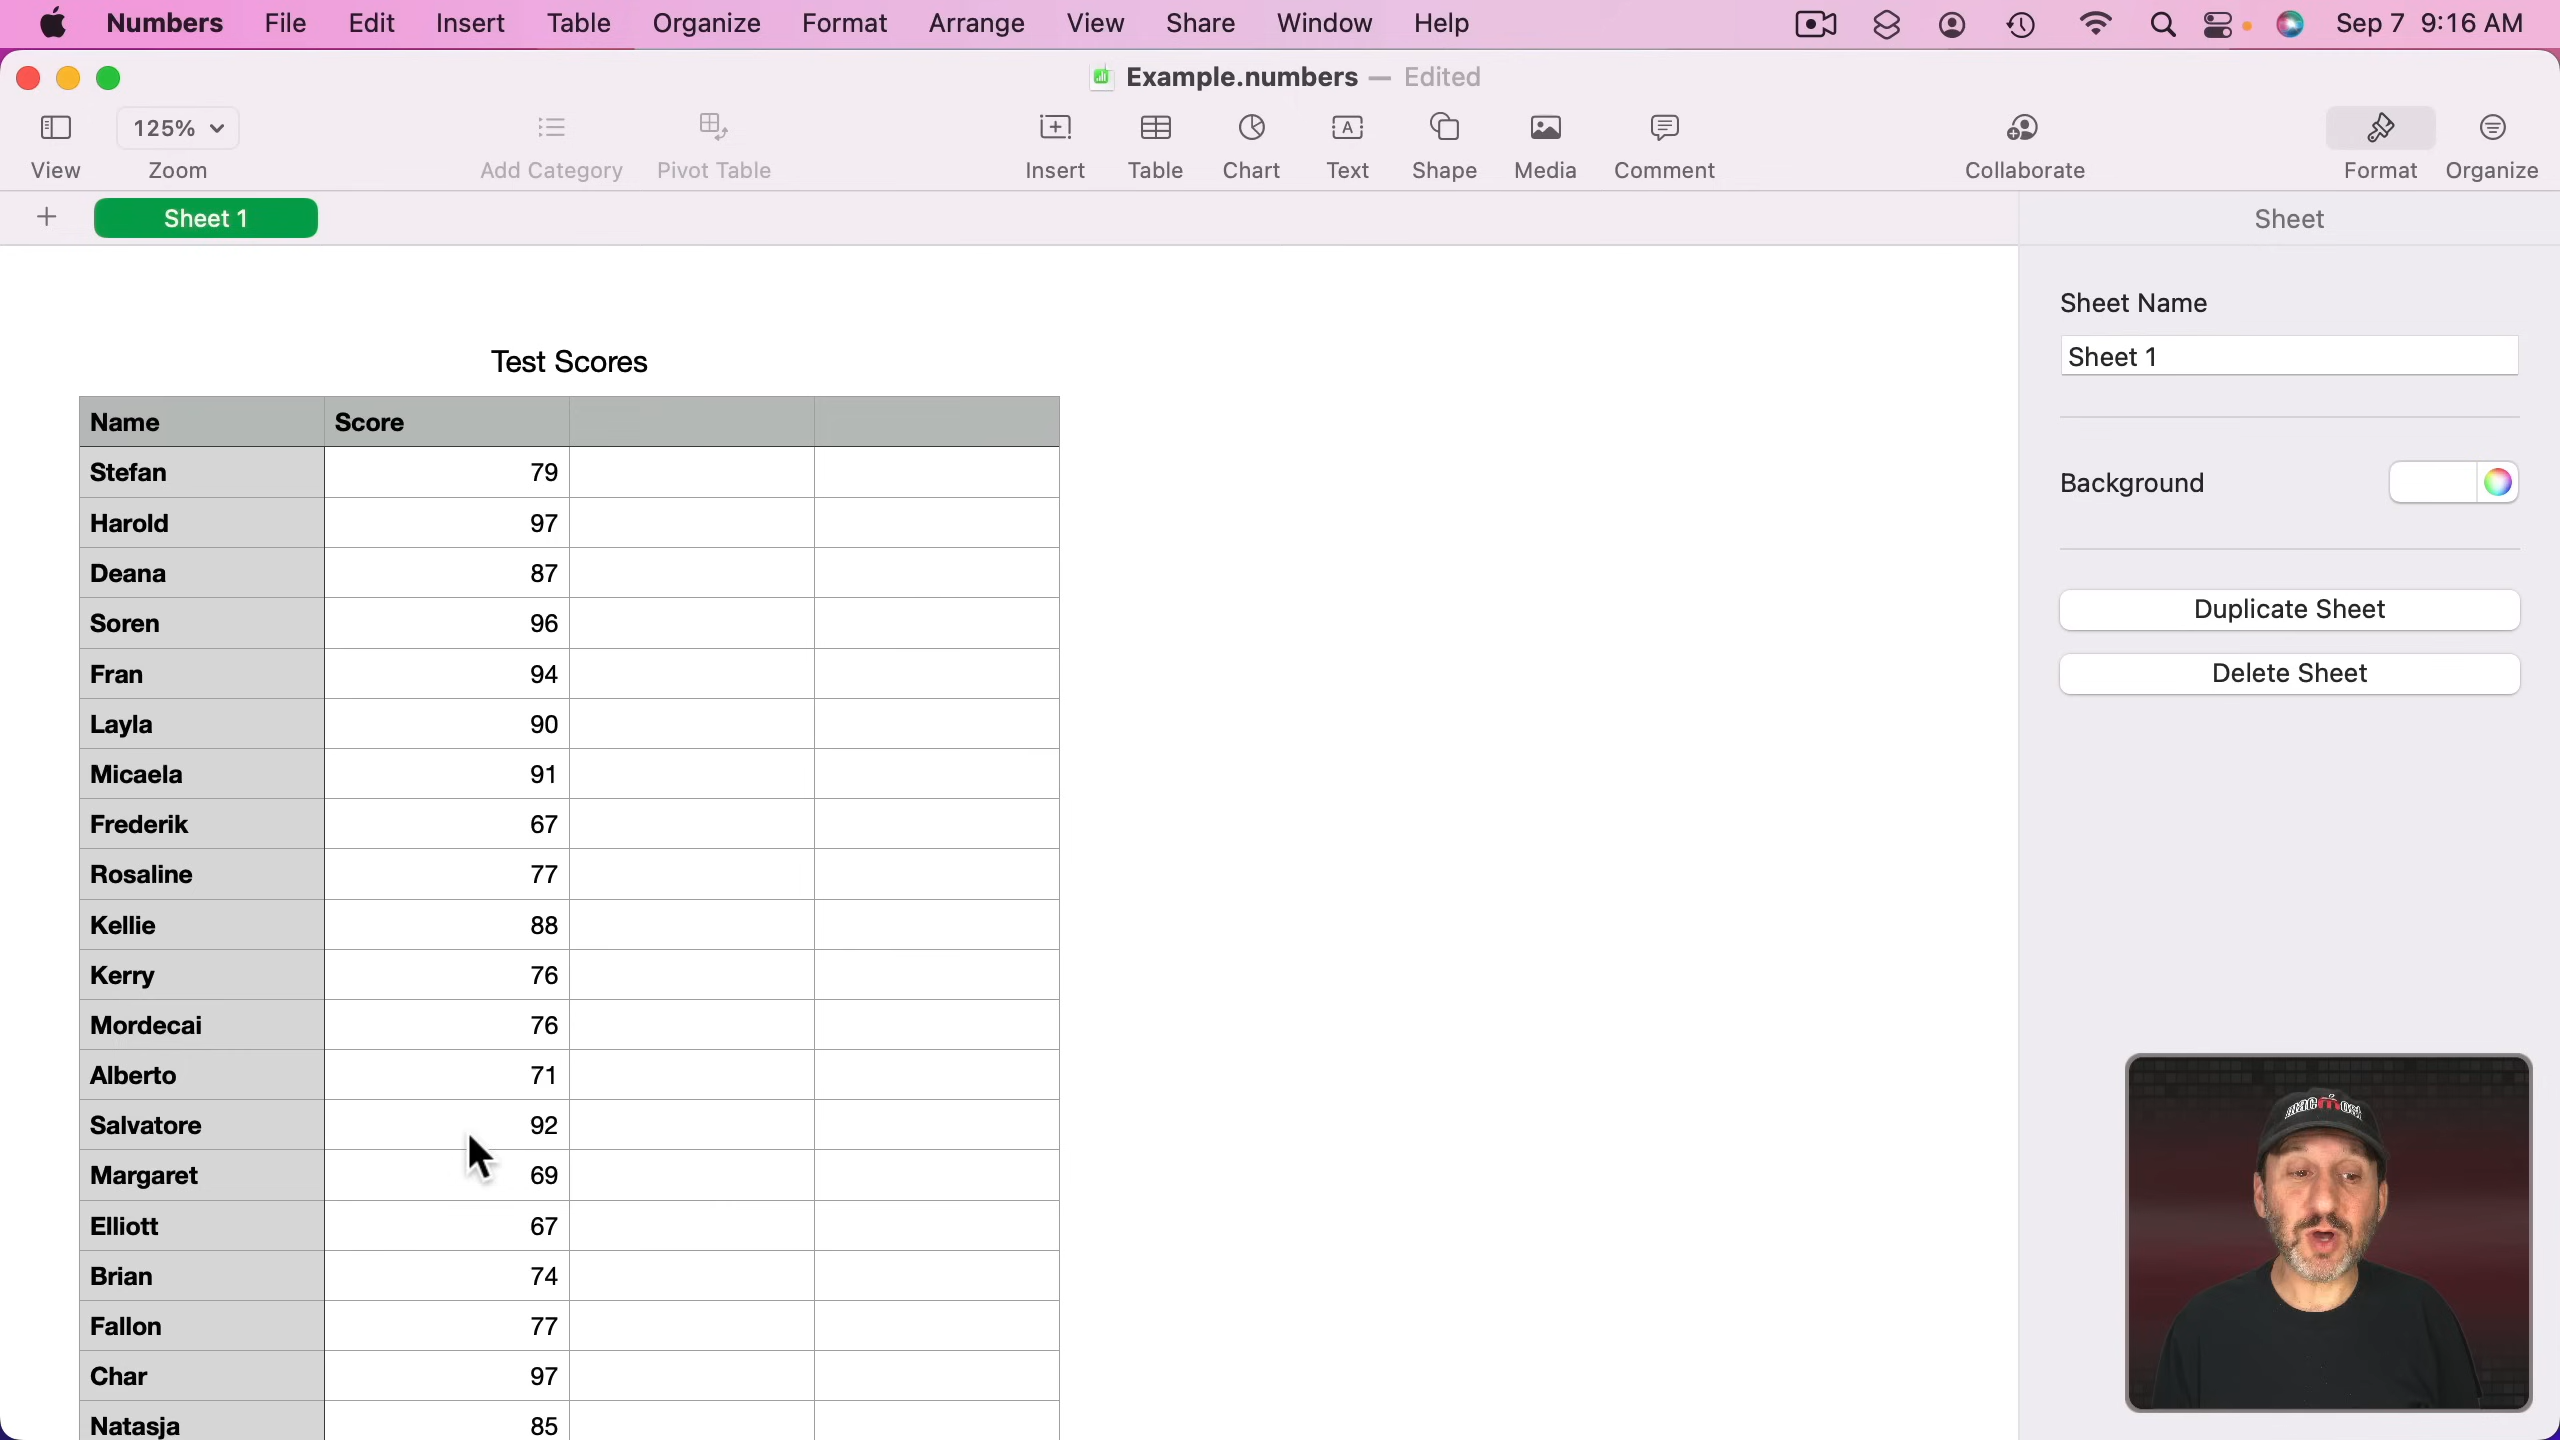 Numbers File Edit Insert Table Organize Format Arrange View Share Window Help Sep 7 9:16 AM
Example.numbers — Edited
125%
View Zoom Add Category Pivot Table Insert Table Chart Text Shape Media Comment Collaborate Format Organize
Sheet 1
Sheet
Sheet Name
Sheet 1
Background
Duplicate Sheet
Delete Sheet
Test Scores
Name Score
Stefan 79
Harold 97
Deana 87
Soren 96
Fran 94
Layla 90
Micaela 91
Frederik 67
Rosaline 77
Kellie 88
Kerry 76
Mordecai 76
Alberto 71
Salvatore 92
Margaret 69
Elliott 67
Brian 74
Fallon 77
Char 97
Natasja 85
macmost